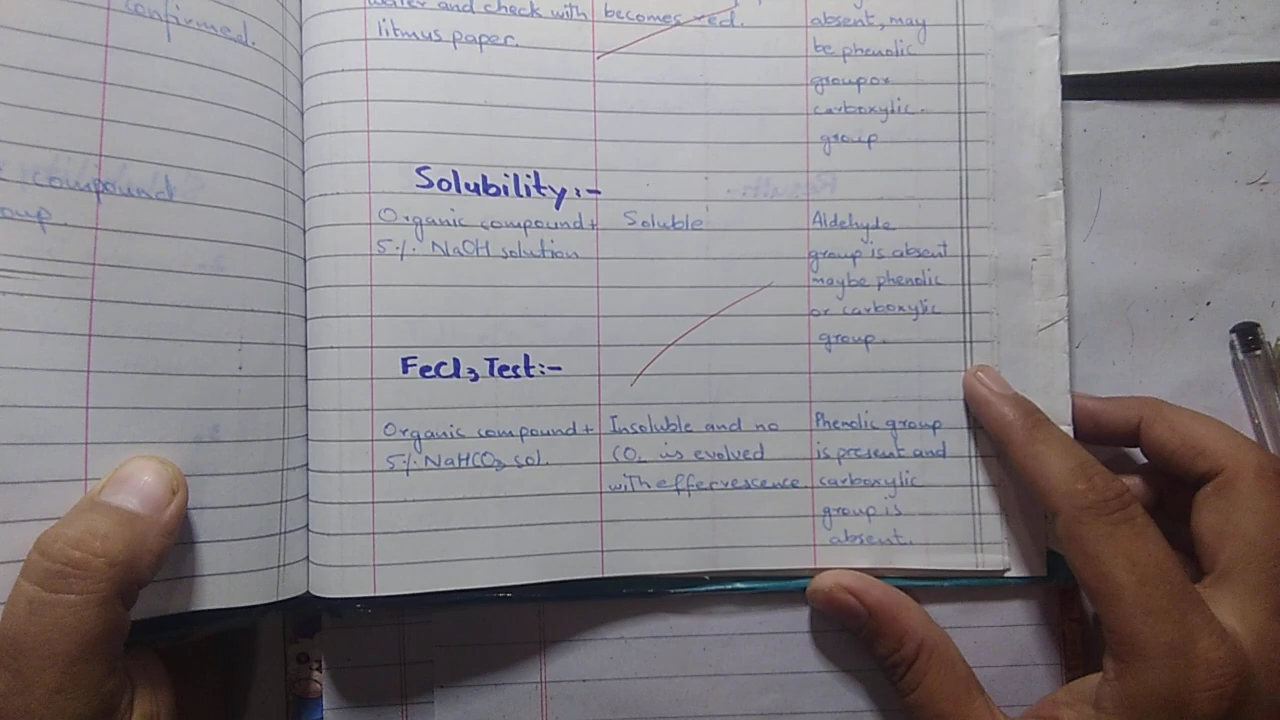 confirmed.
compound
water and check with
litmus paper.
becomes red.
absent, may
be phenolic
group or
carboxylic
group
Solubility:-
Organic compound+
5% NaOH solution
Soluble
Aldehyde
group is absent
maybe phenolic
or carboxylic
group.
FeCl3 Test:-
Organic compound+
5% NaHCO3 sol.
Insoluble and no
CO2 is evolved
with effervescence.
Phenolic group
is present and
carboxylic
group is
absent.